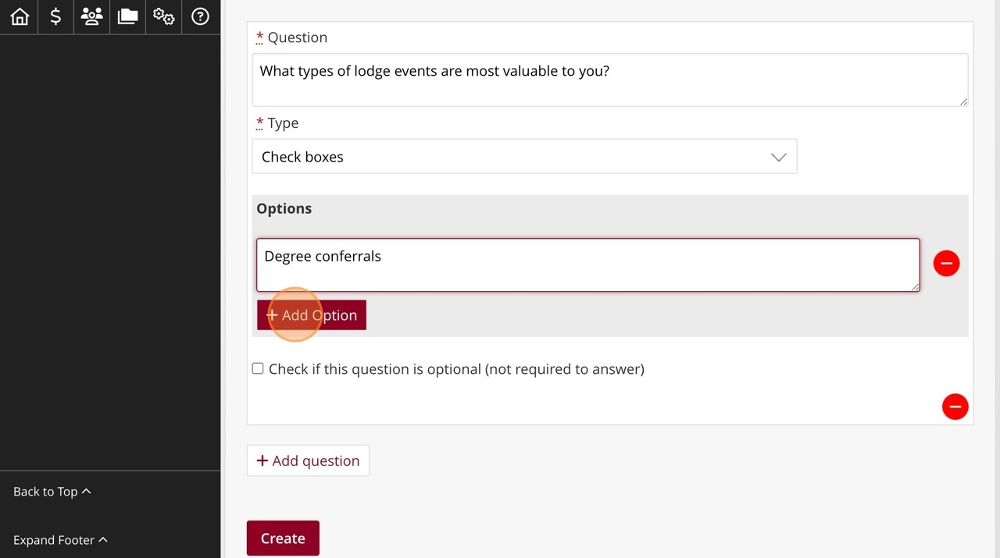 * Question
What types of lodge events are most valuable to you?
* Type
Check boxes
Options
Degree conferrals
+ Add Option
Check if this question is optional (not required to answer)
+ Add question
Create
Back to Top
Expand Footer